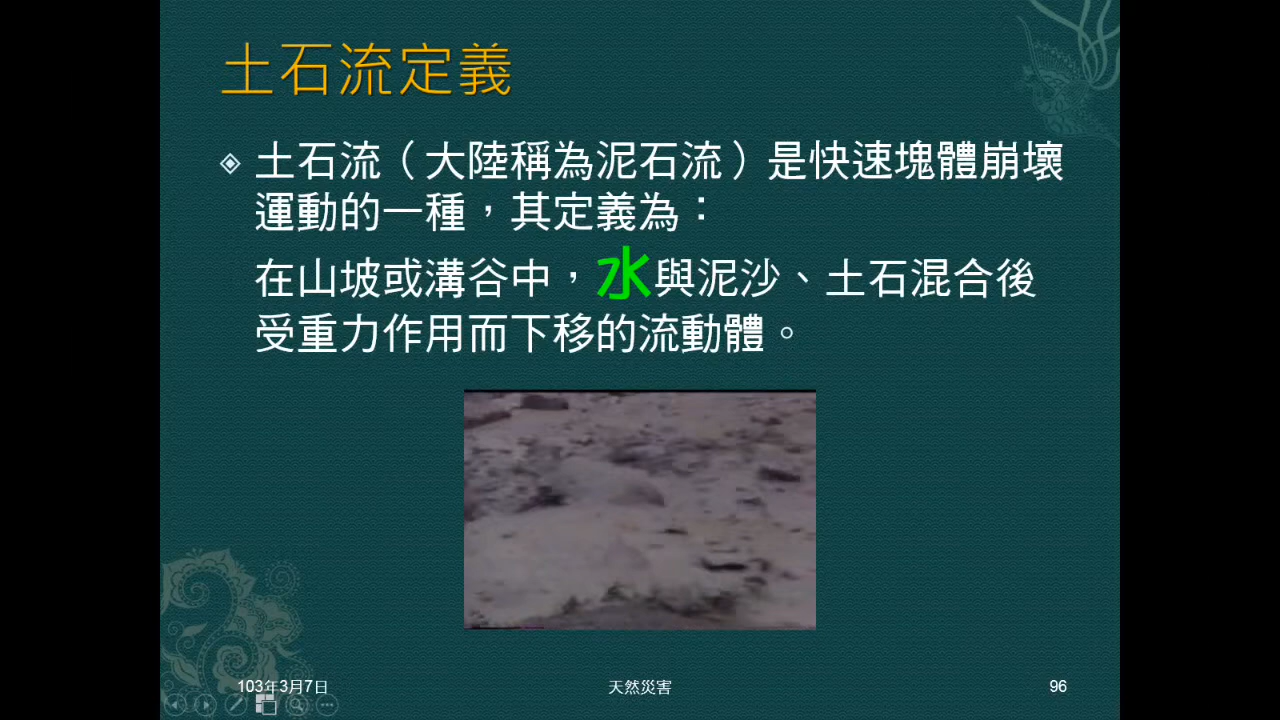 土石流定義
土石流（大陸稱為泥石流）是快速塊體崩壞
運動的一種，其定義為：
在山坡或溝谷中，水與泥沙、土石混合後
受重力作用而下移的流動體。
103年3月7日
天然災害
96